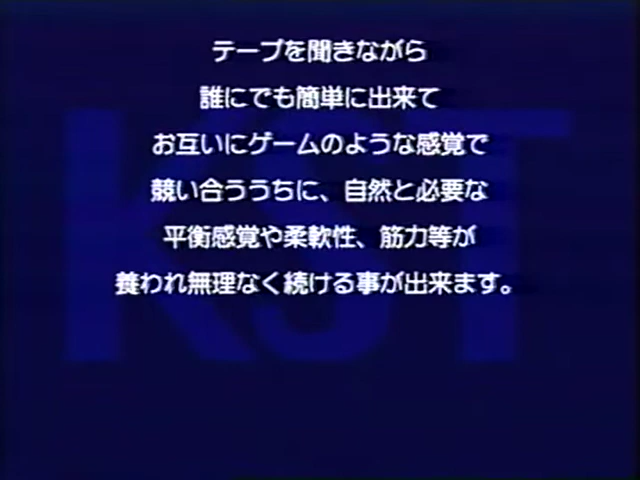 テープを聞きながら
誰にでも簡単に出来て
お互いにゲームのような感覚で
競い合ううちに、自然と必要な
平衡感覚や柔軟性、筋力等が
養われ無理なく続ける事が出来ます。
KST